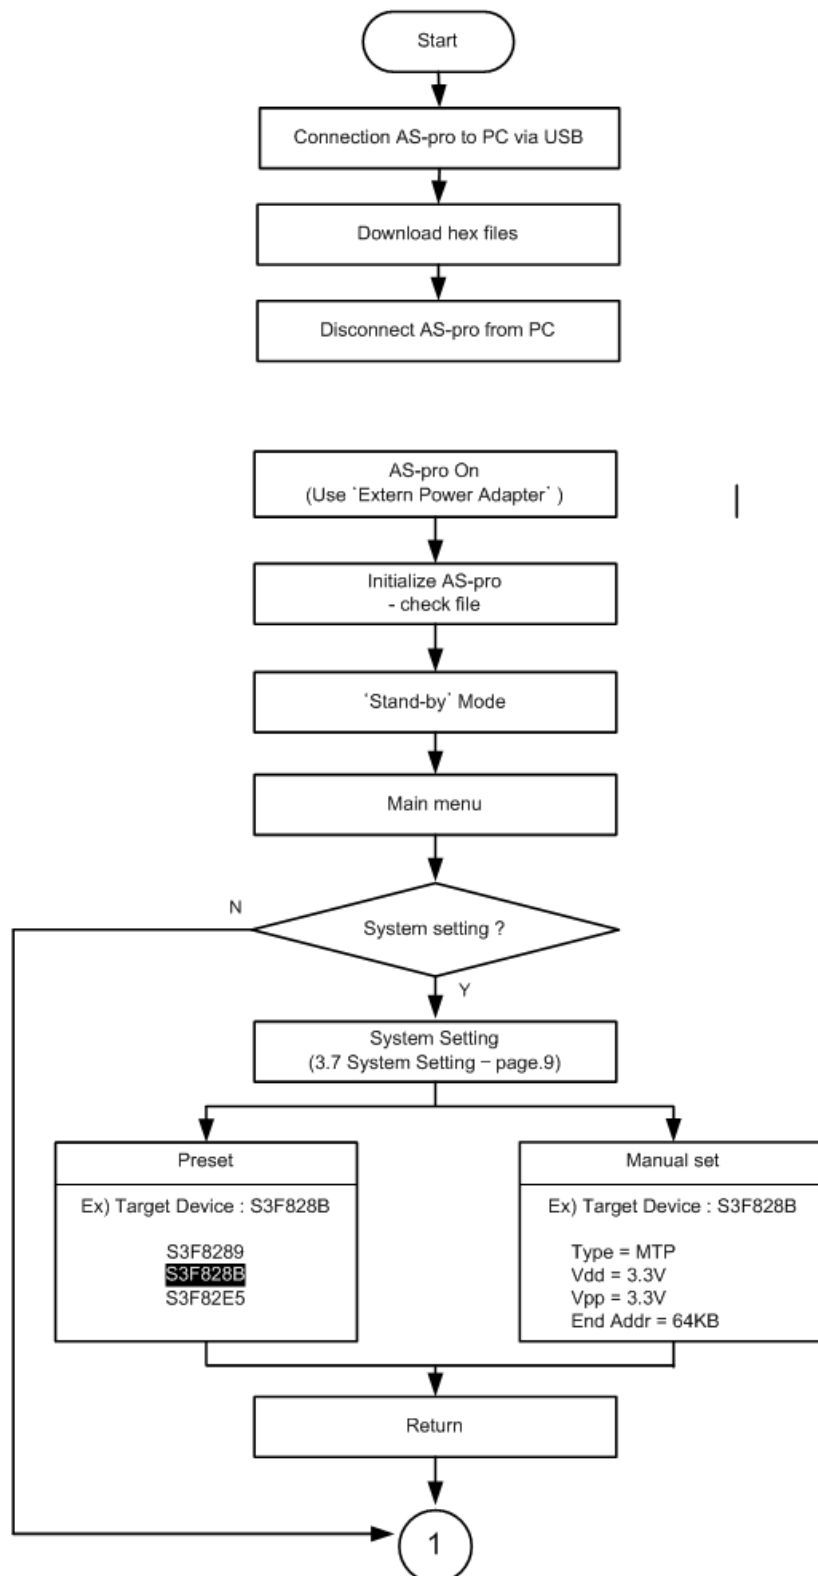 Start
Connection AS-pro to PC via USB
Download hex files
Disconnect AS-pro from PC
AS-pro On
(Use `Extern Power Adapter` )
Initialize AS-pro
- check file
‘Stand-by’ Mode
Main menu
System setting ?
N
Y
System Setting
(3.7 System Setting – page.9)
Preset
Ex) Target Device : S3F828B
S3F8289
S3F828B
S3F82E5
Manual set
Ex) Target Device : S3F828B
Type = MTP
Vdd = 3.3V
Vpp = 3.3V
End Addr = 64KB
Return
1